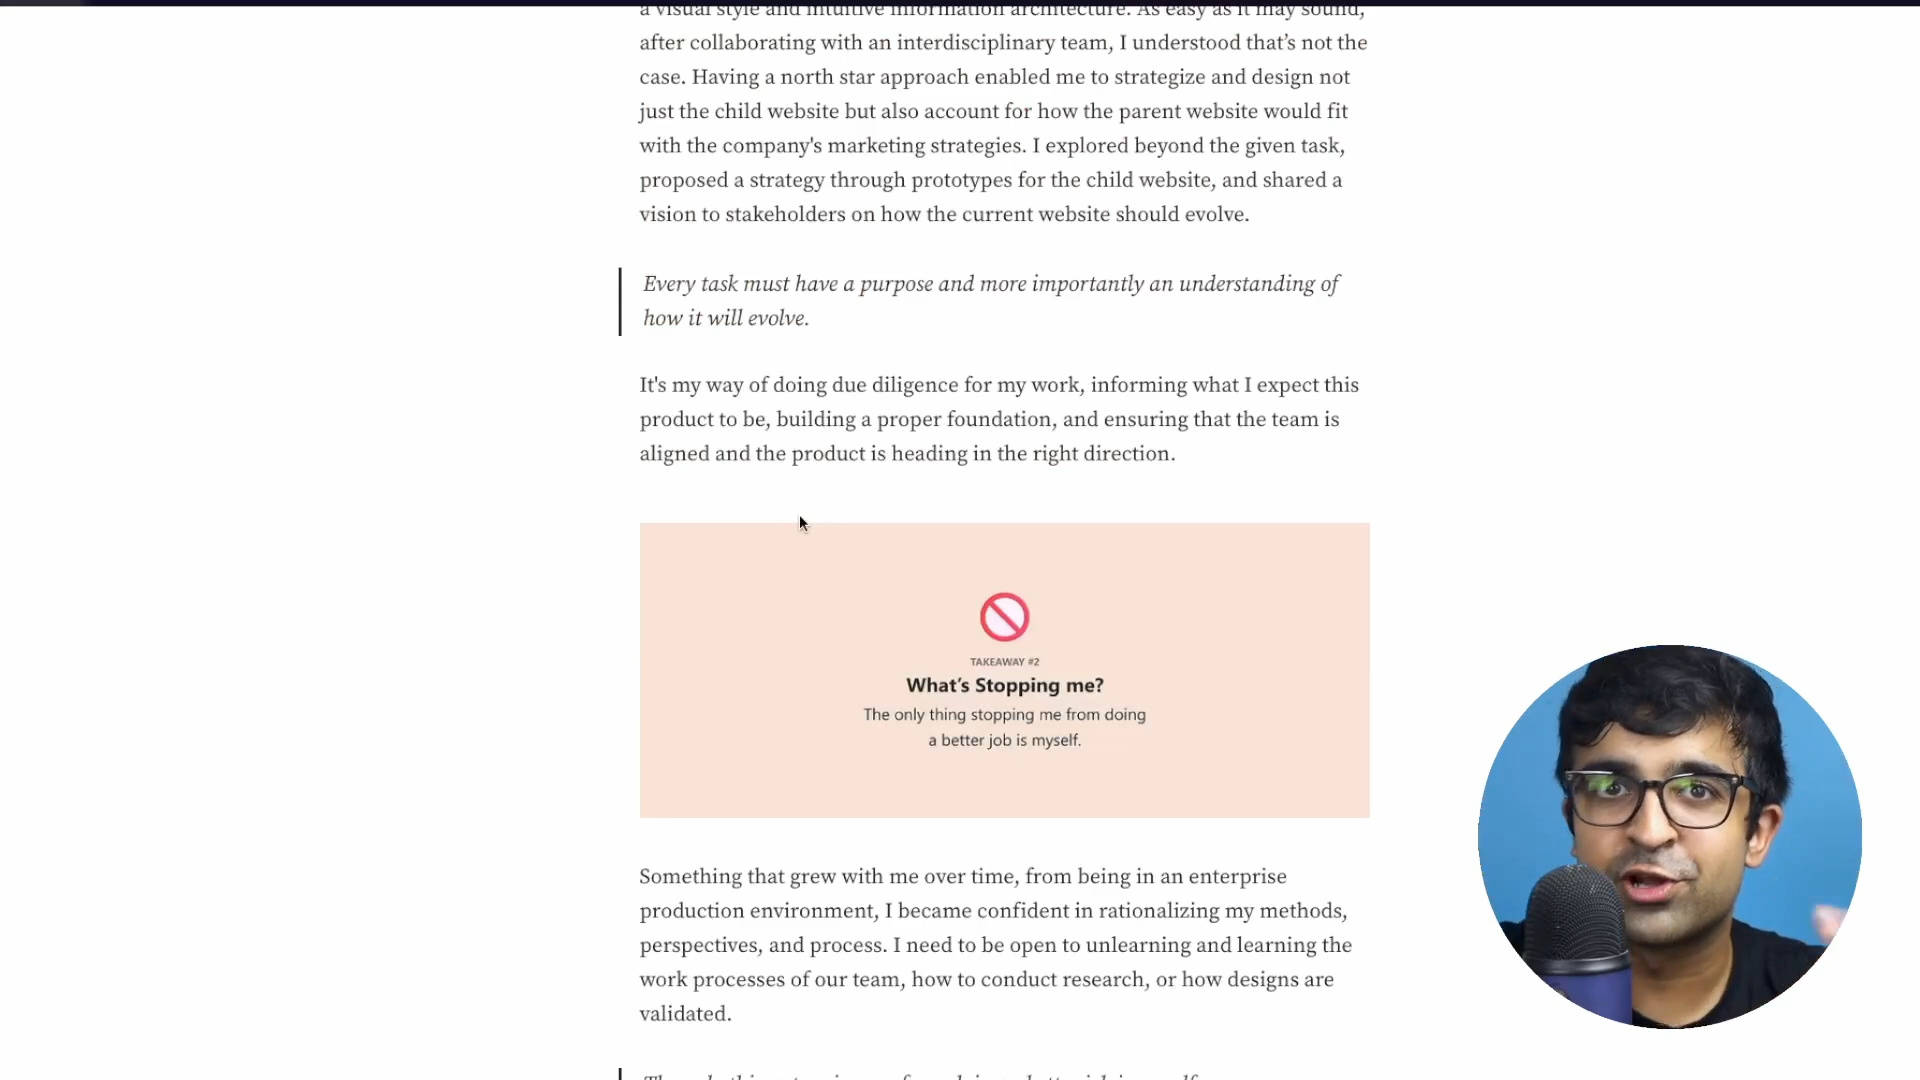 a visual style and intuitive information architecture. As easy as it may sound,
after collaborating with an interdisciplinary team, I understood that’s not the
case. Having a north star approach enabled me to strategize and design not
just the child website but also account for how the parent website would fit
with the company's marketing strategies. I explored beyond the given task,
proposed a strategy through prototypes for the child website, and shared a
vision to stakeholders on how the current website should evolve.
Every task must have a purpose and more importantly an understanding of
how it will evolve.
It's my way of doing due diligence for my work, informing what I expect this
product to be, building a proper foundation, and ensuring that the team is
aligned and the product is heading in the right direction.
TAKEAWAY #2
What’s Stopping me?
The only thing stopping me from doing
a better job is myself.
Something that grew with me over time, from being in an enterprise
production environment, I became confident in rationalizing my methods,
perspectives, and process. I need to be open to unlearning and learning the
work processes of our team, how to conduct research, or how designs are
validated.